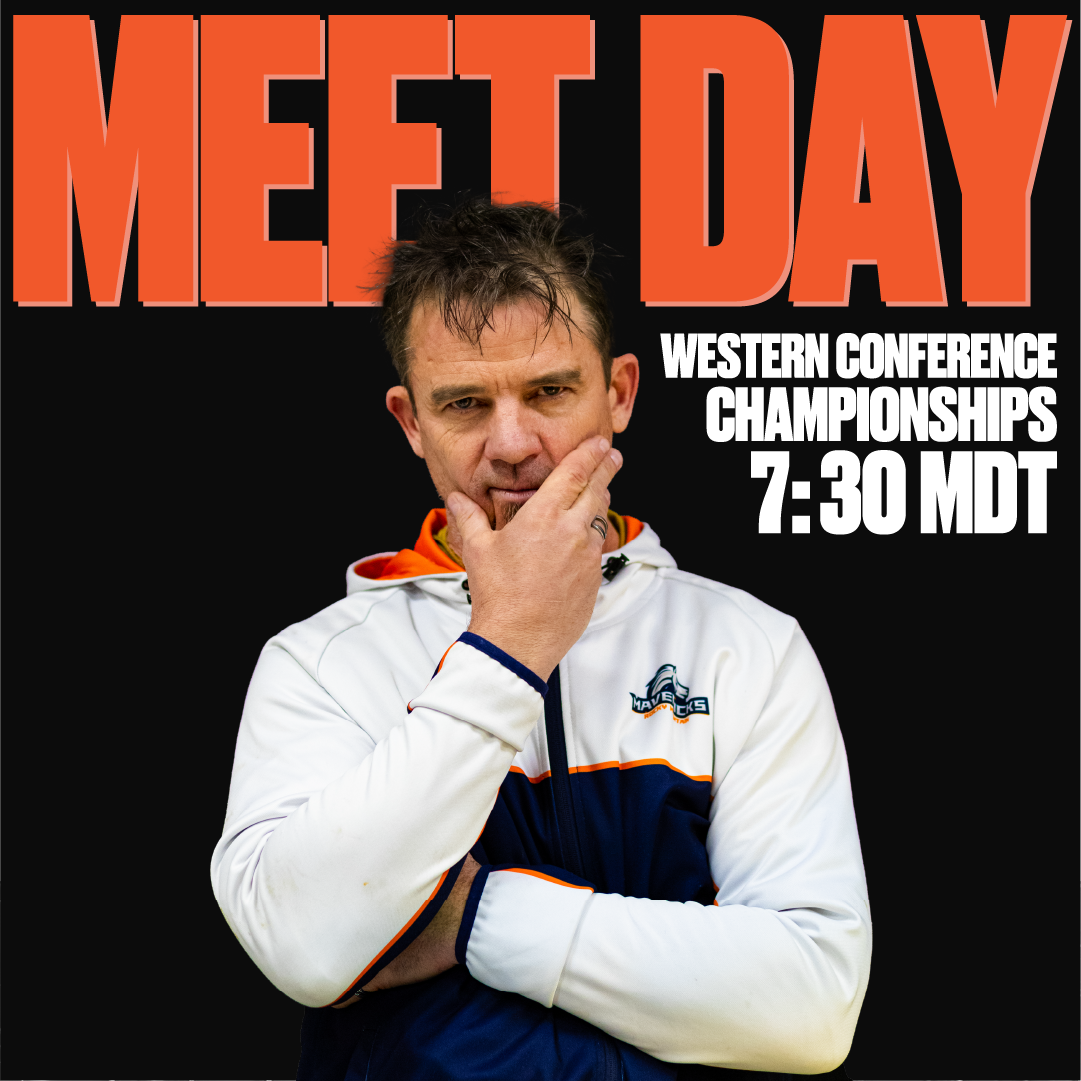 MEET DAY
WESTERN CONFERENCE
CHAMPIONSHIPS
7:30 MDT
MAVERICKS